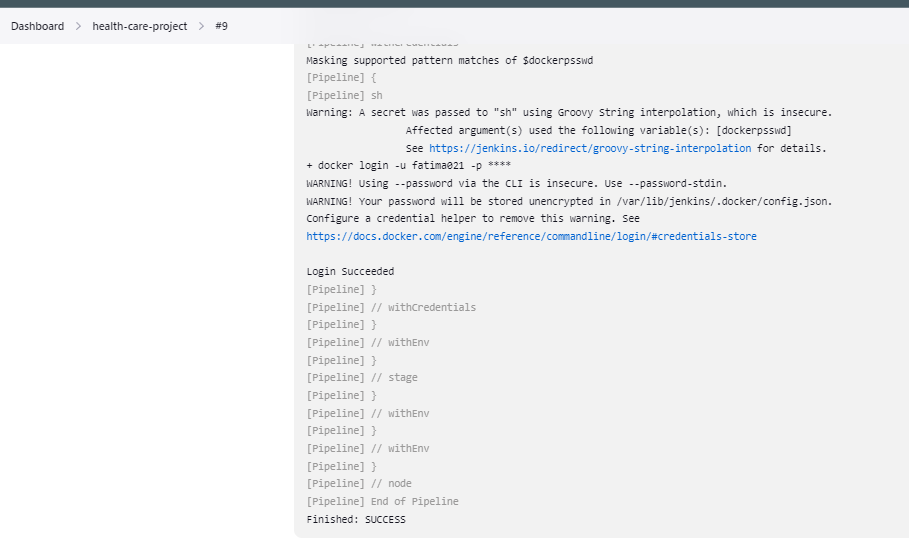 Dashboard > health-care-project > #9
[Pipeline] withCredentials
Masking supported pattern matches of $dockerpsswd
[Pipeline] {
[Pipeline] sh
Warning: A secret was passed to "sh" using Groovy String interpolation, which is insecure.
Affected argument(s) used the following variable(s): [dockerpsswd]
See https://jenkins.io/redirect/groovy-string-interpolation for details.
+ docker login -u fatima021 -p ****
WARNING! Using --password via the CLI is insecure. Use --password-stdin.
WARNING! Your password will be stored unencrypted in /var/lib/jenkins/.docker/config.json.
Configure a credential helper to remove this warning. See
https://docs.docker.com/engine/reference/commandline/login/#credentials-store
Login Succeeded
[Pipeline] }
[Pipeline] // withCredentials
[Pipeline] }
[Pipeline] // withEnv
[Pipeline] }
[Pipeline] // stage
[Pipeline] }
[Pipeline] // withEnv
[Pipeline] }
[Pipeline] // withEnv
[Pipeline] }
[Pipeline] // node
[Pipeline] End of Pipeline
Finished: SUCCESS